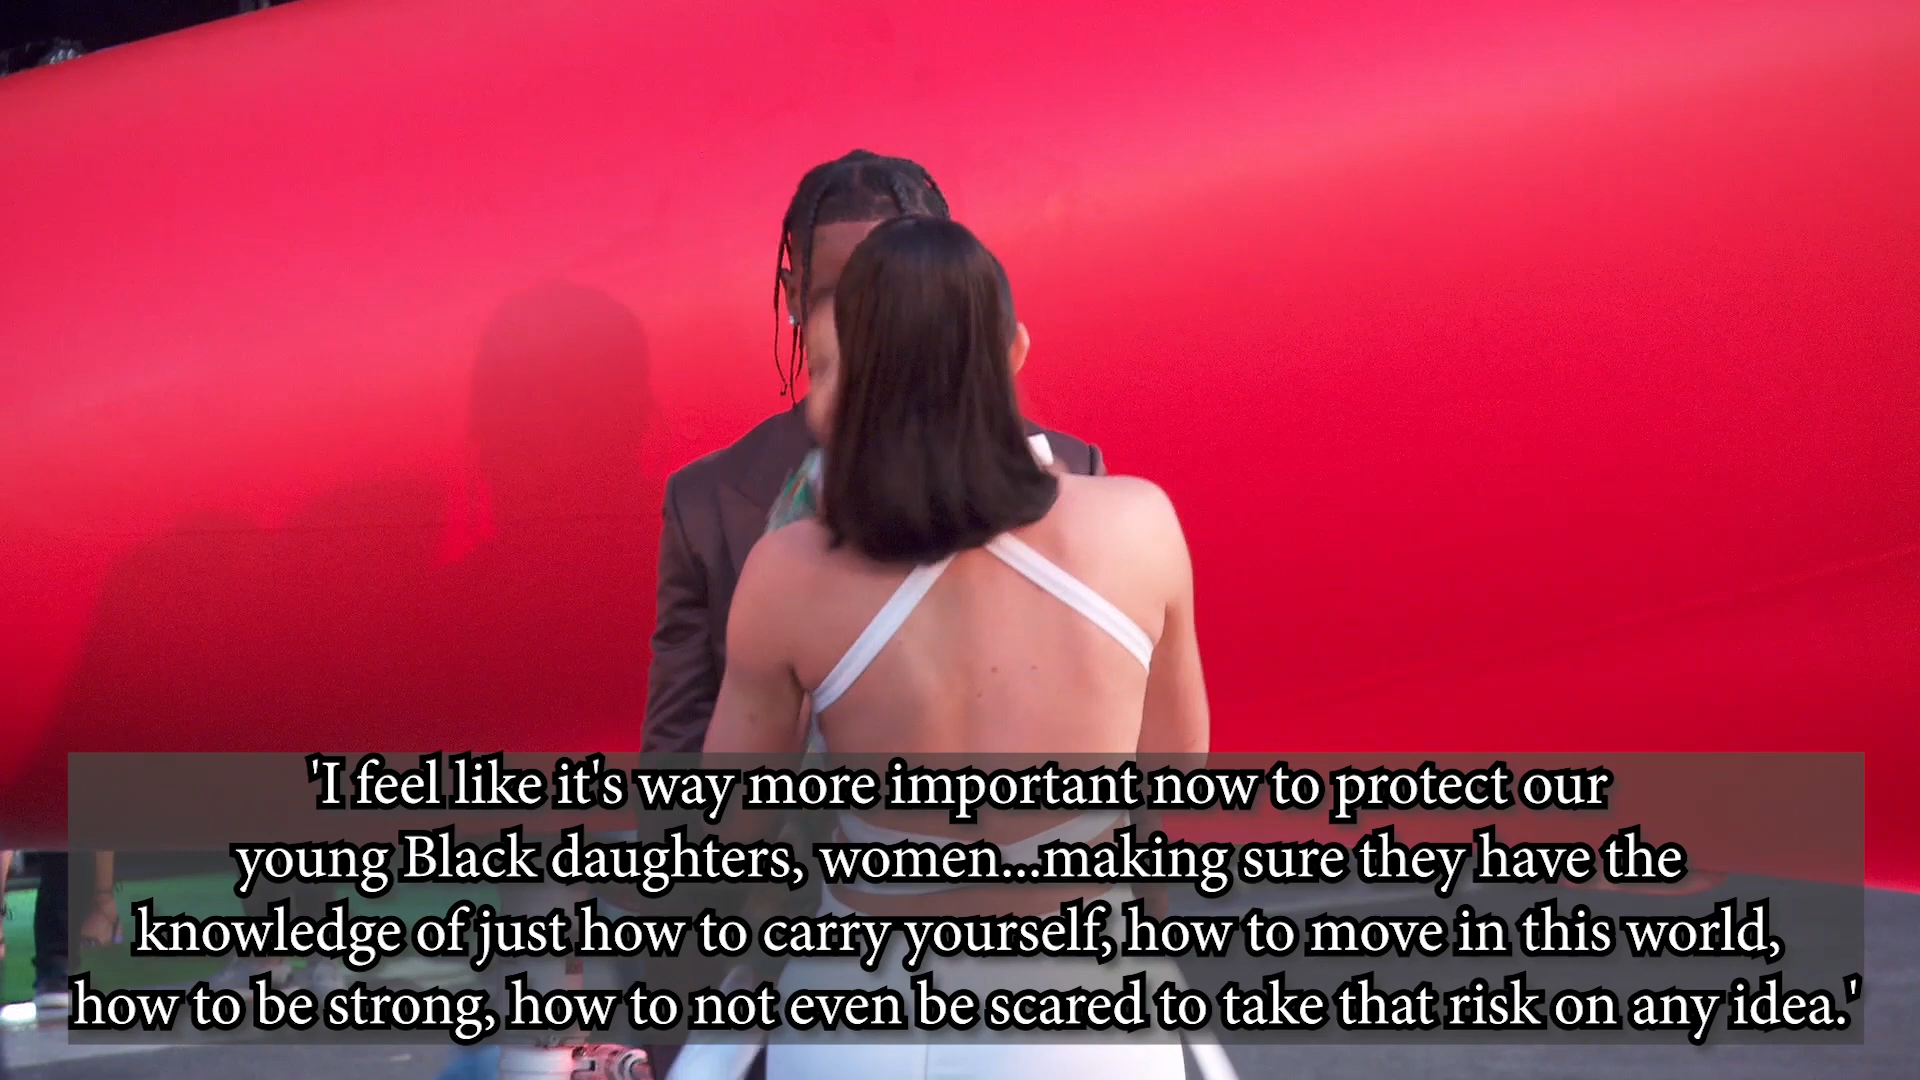 'I feel like it's way more important now to protect our
young Black daughters, women...making sure they have the
knowledge of just how to carry yourself, how to move in this world,
how to be strong, how to not even be scared to take that risk on any idea.'